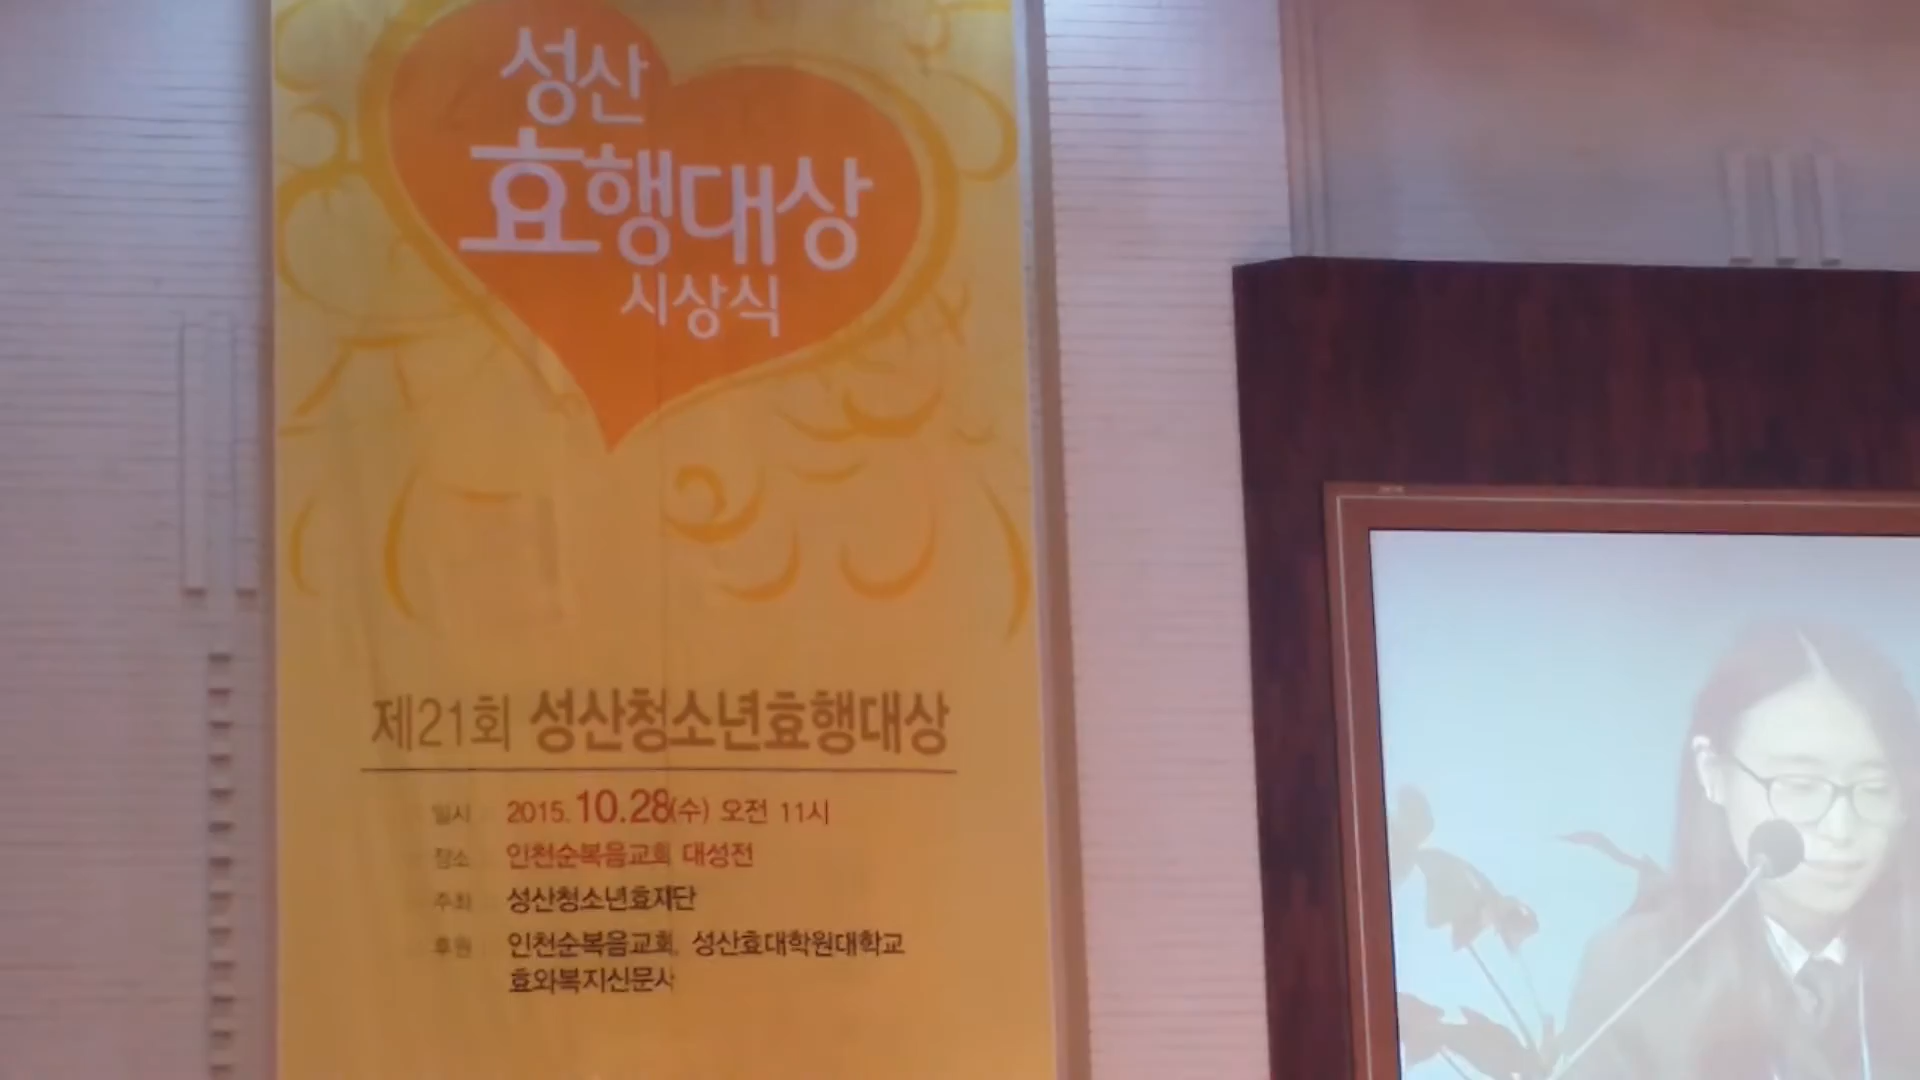 성산
효행대상
시상식
제21회 성산청소년효행대상
일시 2015. 10.28(수) 오전 11시
장소 인천순복음교회 대성전
주최 성산청소년효재단
후원 인천순복음교회, 성산효대학원대학교
효와복지신문사